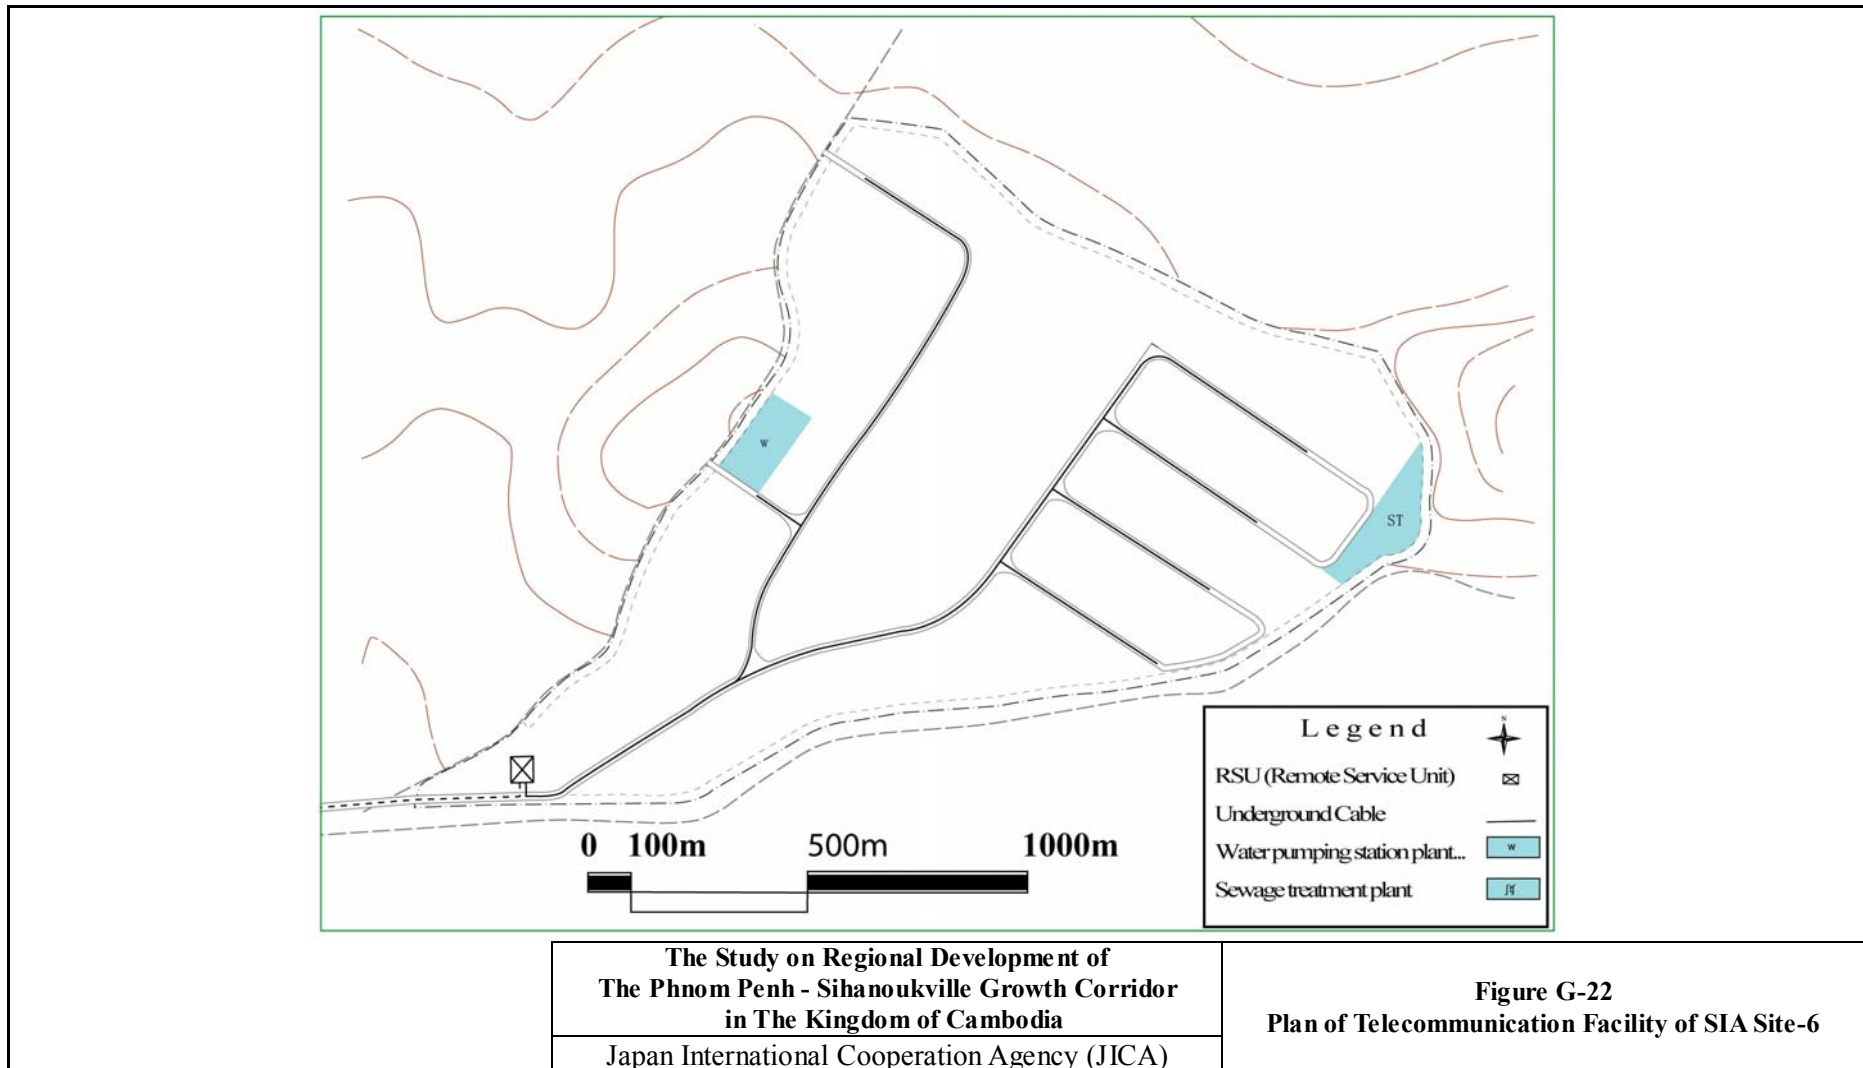 W
ST
Legend
N
RSU (Remote Service Unit)
Underground Cable
Water pumping station plant...
W
Sewage treatment plant
0 100m 500m 1000m
The Study on Regional Development of
The Phnom Penh - Sihanoukville Growth Corridor
in The Kingdom of Cambodia
Japan International Cooperation Agency (JICA)
Figure G-22
Plan of Telecommunication Facility of SIA Site-6